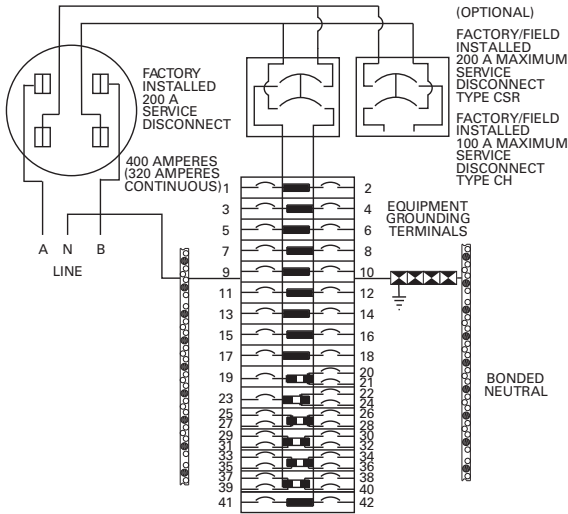 (OPTIONAL)
FACTORY/FIELD
INSTALLED
200 A MAXIMUM
SERVICE
DISCONNECT
TYPE CSR
FACTORY/FIELD
INSTALLED
100 A MAXIMUM
SERVICE
DISCONNECT
TYPE CH
FACTORY
INSTALLED
200 A
SERVICE
DISCONNECT
400 AMPERES
(320 AMPERES
CONTINUOUS)
A N B
LINE
EQUIPMENT
GROUNDING
TERMINALS
BONDED
NEUTRAL
1 2
3 4
5 6
7 8
9 10
11 12
13 14
15 16
17 18
19 20
21
22
23 24
25 26
27 28
29 30
31 32
33 34
35 36
37 38
39 40
41 42